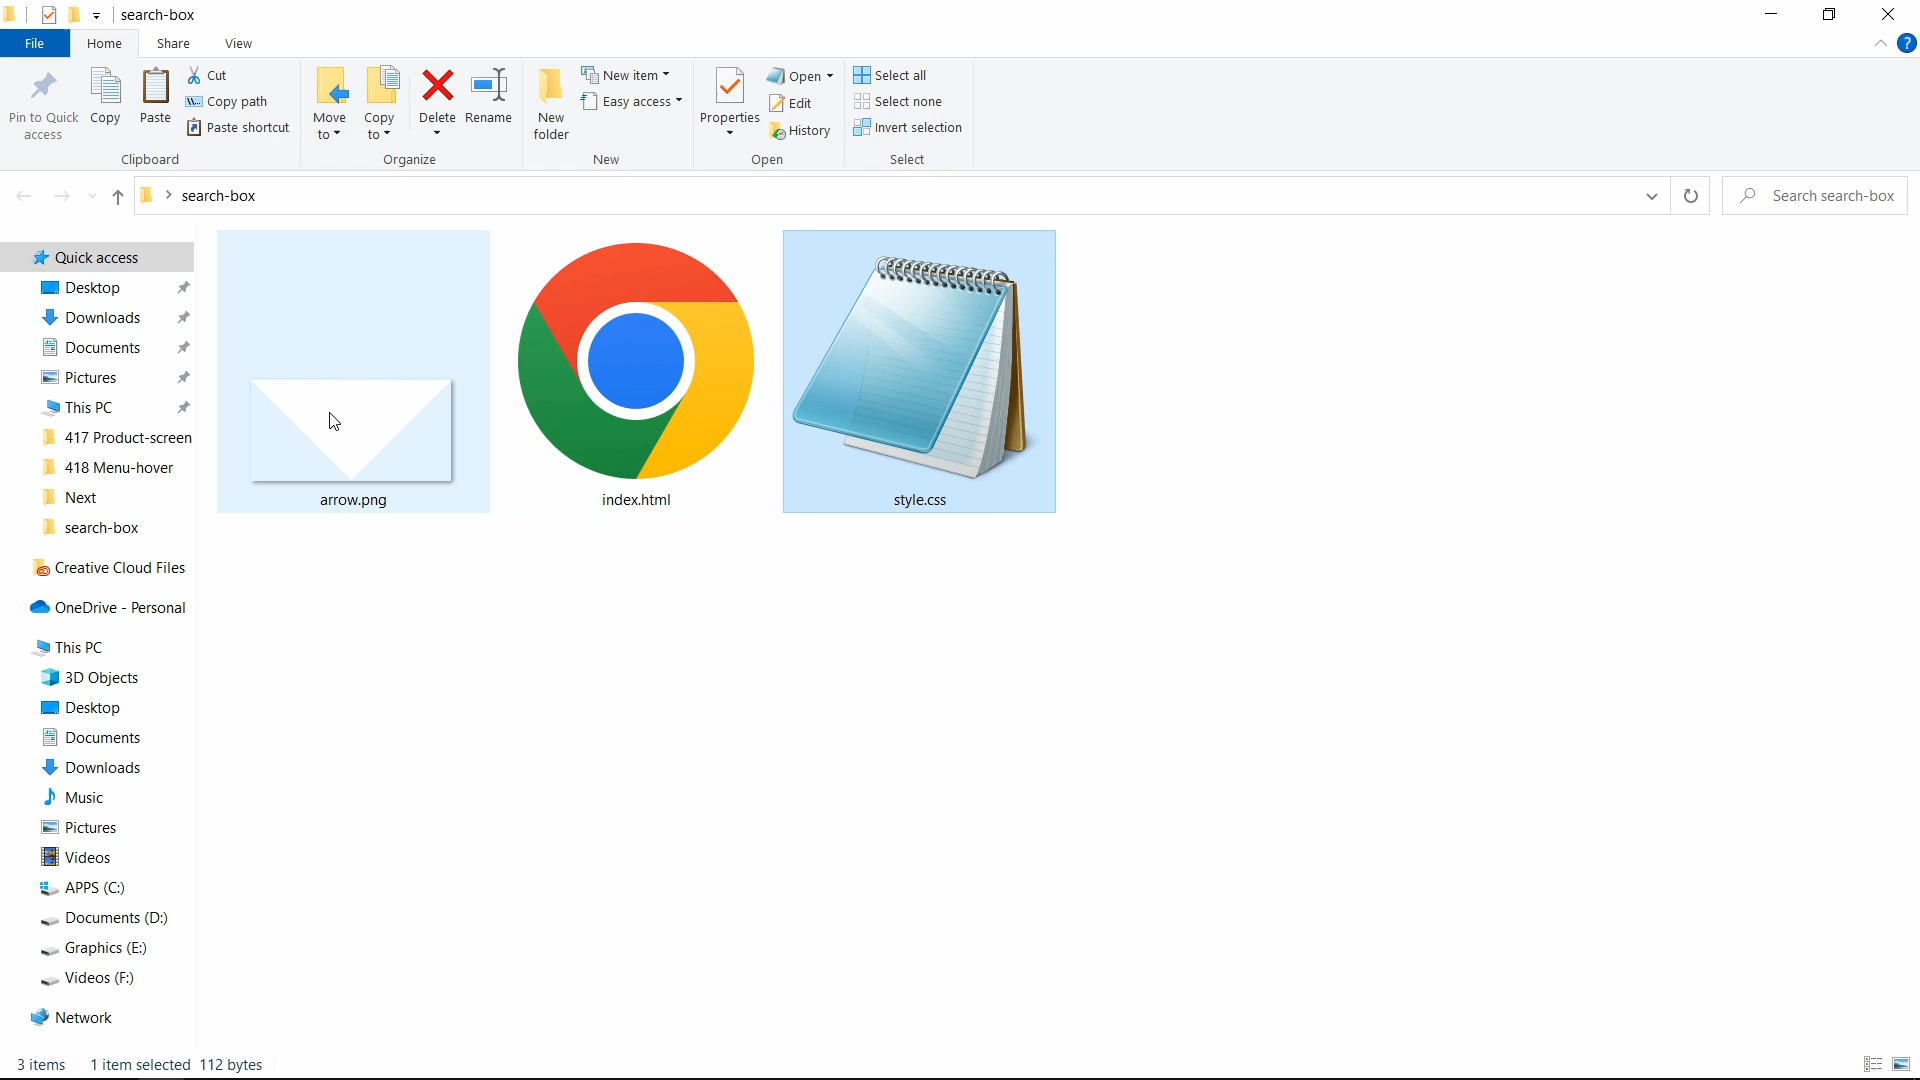 search-box
File Home Share View
Pin to Quick access
Copy
Paste
Cut
Copy path
Paste shortcut
Clipboard
Move to
Copy to
Delete
Rename
Organize
New folder
New item
Easy access
New
Properties
Open
Edit
History
Open
Select all
Select none
Invert selection
Select
search-box
Search search-box
Quick access
Desktop
Downloads
Documents
Pictures
This PC
417 Product-screen
418 Menu-hover
Next
search-box
Creative Cloud Files
OneDrive - Personal
This PC
3D Objects
Desktop
Documents
Downloads
Music
Pictures
Videos
APPS (C:)
Documents (D:)
Graphics (E:)
Videos (F:)
Network
arrow.png
index.html
style.css
3 items 1 item selected 112 bytes